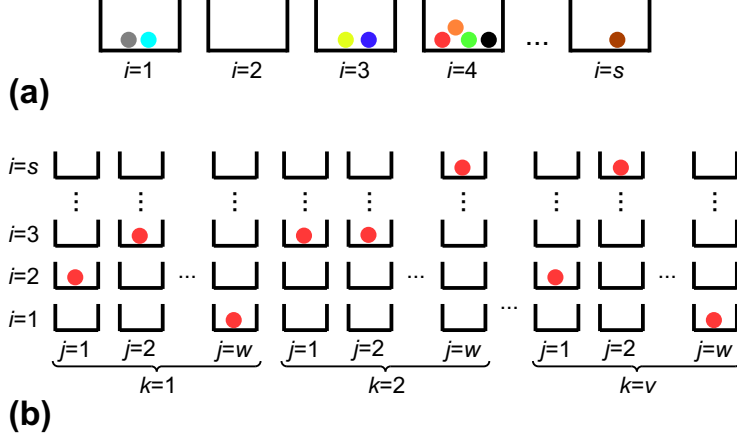 i=1 i=2 i=3 i=4 ... i=s
(a)
i=s
i=3
i=2 ... ... ...
i=1 ...
j=1 j=2 j=w j=1 j=2 j=w j=1 j=2 j=w
k=1 k=2 k=v
(b)